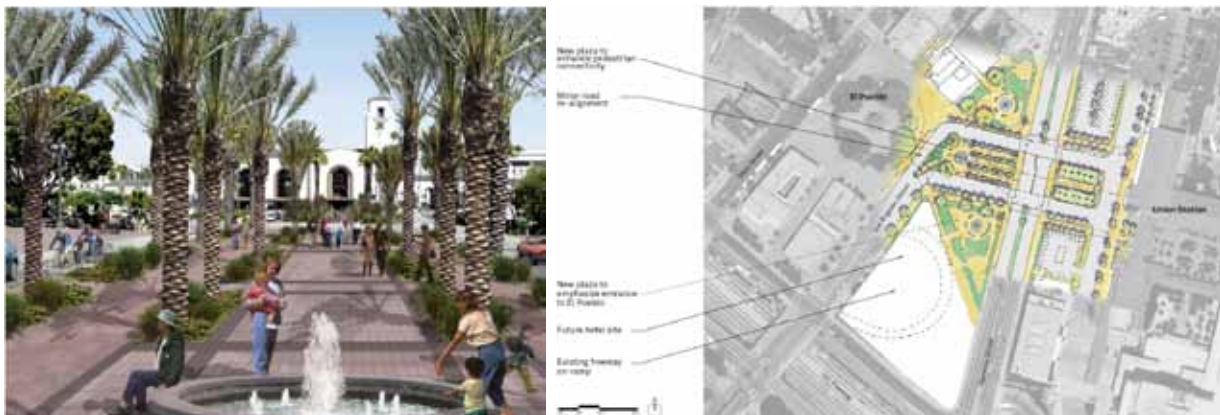 New plaza to
enhance pedestrian
connectivity
Minor road
re-alignment
El Pueblo
Union Station
New plaza to
emphasize entrance
to El Pueblo
Future hotel site
Existing freeway
on ramp